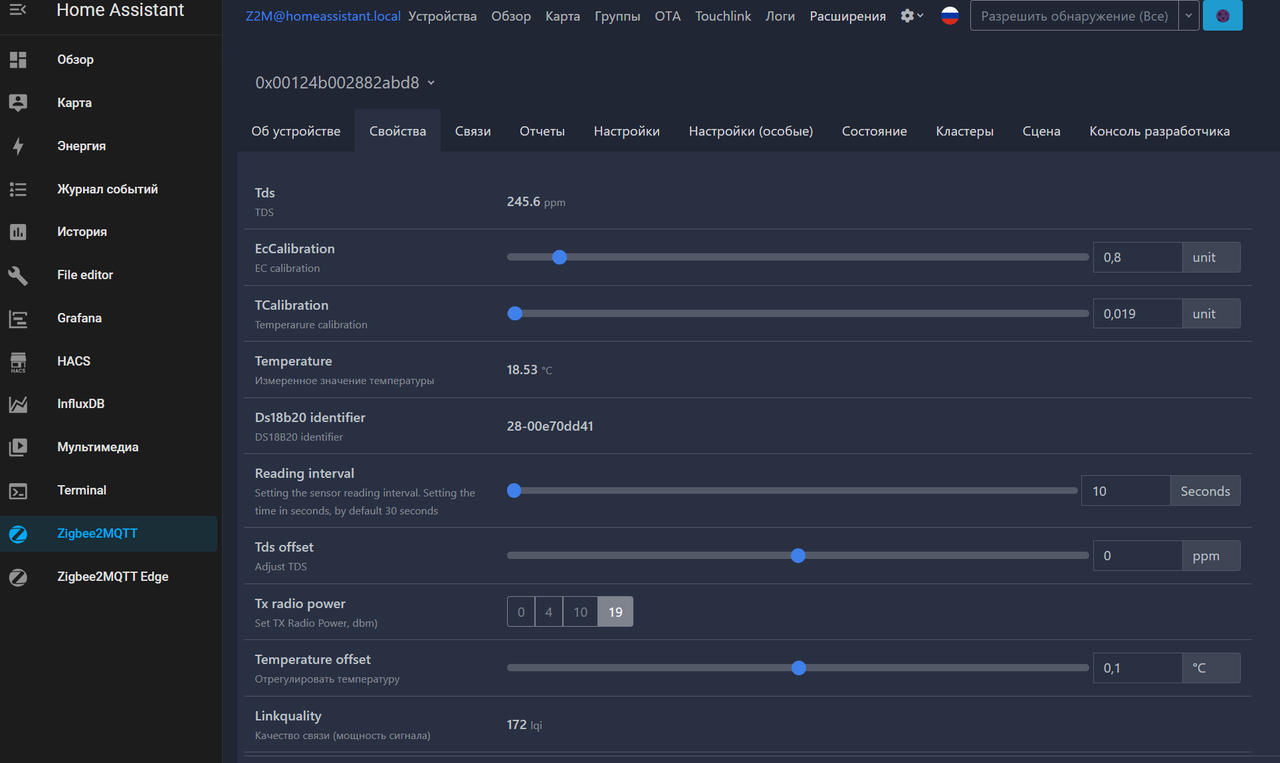 Home Assistant
Обзор
Карта
Энергия
Журнал событий
История
File editor
Grafana
HACS
HACS
InfluxDB
Мультимедиа
Terminal
Zigbee2MQTT
Zigbee2MQTT Edge
Z2M@homeassistant.local Устройства Обзор Карта Группы OTA Touchlink Логи Расширения Разрешить обнаружение (Все)
0x00124b002882abd8
Об устройстве Свойства Связи Отчеты Настройки Настройки (особые) Состояние Кластеры Сцена Консоль разработчика
Tds
TDS
245.6 ppm
EcCalibration
EC calibration
0,8 unit
TCalibration
Temperarure calibration
0,019 unit
Temperature
Измеренное значение температуры
18.53 °C
Ds18b20 identifier
DS18B20 identifier
28-00e70dd41
Reading interval
Setting the sensor reading interval. Setting the
time in seconds, by default 30 seconds
10 Seconds
Tds offset
Adjust TDS
0 ppm
Tx radio power
Set TX Radio Power, dbm)
0 4 10 19
Temperature offset
Отрегулировать температуру
0,1 °C
Linkquality
Качество связи (мощность сигнала)
172 lqi